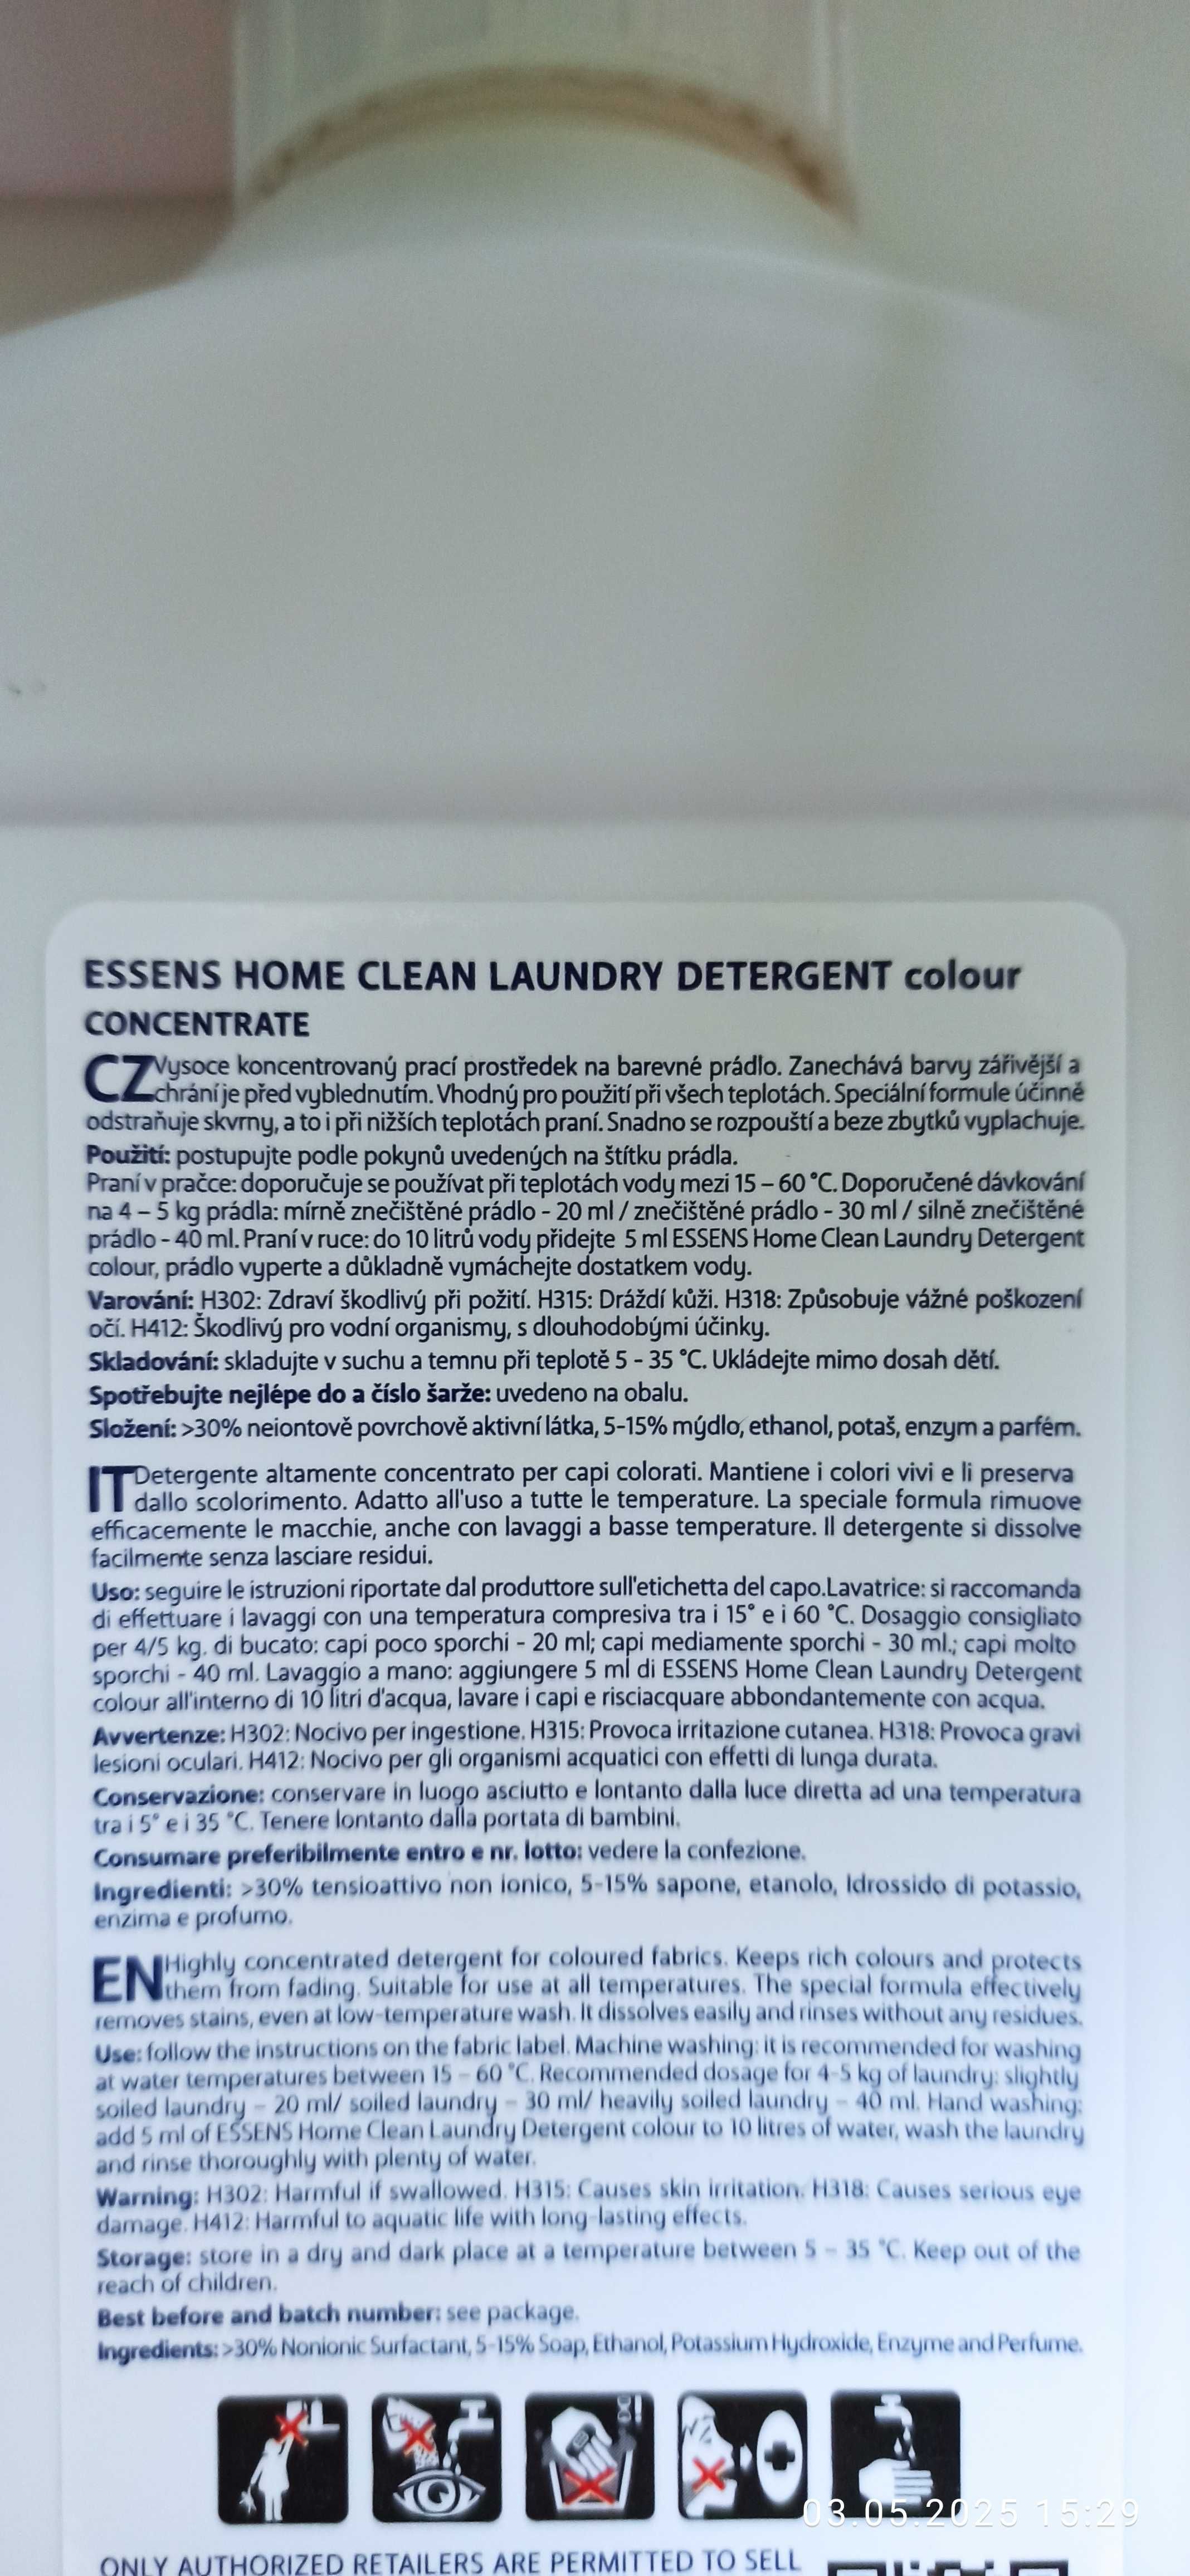 ESSENS HOME CLEAN LAUNDRY DETERGENT colour
CONCENTRATE
CZ Vysoce koncentrovaný prací prostředek na barevné prádlo. Zanechává barvy zářivější a
chrání je před vyblednutím. Vhodný pro použití při všech teplotách. Speciální formule účinně
odstraňuje skvrny, a to i při nižších teplotách praní. Snadno se rozpouští a beze zbytků vyplachuje.
Použití: postupujte podle pokynů uvedených na štítku prádla.
Praní v pračce: doporučuje se používat při teplotách vody mezi 15 – 60 °C. Doporučené dávkování
na 4 – 5 kg prádla: mírně znečištěné prádlo - 20 ml / znečištěné prádlo - 30 ml / silně znečištěné
prádlo - 40 ml. Praní v ruce: do 10 litrů vody přidejte 5 ml ESSENS Home Clean Laundry Detergent
colour, prádlo vyperte a důkladně vymáchejte dostatkem vody.
Varování: H302: Zdraví škodlivý při požití. H315: Dráždí kůži. H318: Způsobuje vážné poškození
očí. H412: Škodlivý pro vodní organismy, s dlouhodobými účinky.
Skladování: skladujte v suchu a temnu při teplotě 5 - 35 °C. Ukládejte mimo dosah dětí.
Spotřebujte nejlépe do a číslo šarže: uvedeno na obalu.
Složení: >30% neiontově povrchově aktivní látka, 5-15% mýdlo, ethanol, potaš, enzym a parfém.
IT Detergente altamente concentrato per capi colorati. Mantiene i colori vivi e li preserva
dallo scolorimento. Adatto all'uso a tutte le temperature. La speciale formula rimuove
efficacemente le macchie, anche con lavaggi a basse temperature. Il detergente si dissolve
facilmente senza lasciare residui.
Uso: seguire le istruzioni riportate dal produttore sull'etichetta del capo.Lavatrice: si raccomanda
di effettuare i lavaggi con una temperatura compresiva tra i 15° e i 60 °C. Dosaggio consigliato
per 4/5 kg. di bucato: capi poco sporchi - 20 ml; capi mediamente sporchi - 30 ml.; capi molto
sporchi - 40 ml. Lavaggio a mano: aggiungere 5 ml di ESSENS Home Clean Laundry Detergent
colour all'interno di 10 litri d'acqua, lavare i capi e risciacquare abbondantemente con acqua.
Avvertenze: H302: Nocivo per ingestione. H315: Provoca irritazione cutanea. H318: Provoca gravi
lesioni oculari. H412: Nocivo per gli organismi acquatici con effetti di lunga durata.
Conservazione: conservare in luogo asciutto e lontanto dalla luce diretta ad una temperatura
tra i 5° e i 35 °C. Tenere lontanto dalla portata di bambini.
Consumare preferibilmente entro e nr. lotto: vedere la confezione.
Ingredienti: >30% tensioattivo non ionico, 5-15% sapone, etanolo, Idrossido di potassio,
enzima e profumo.
EN Highly concentrated detergent for coloured fabrics. Keeps rich colours and protects
them from fading. Suitable for use at all temperatures. The special formula effectively
removes stains, even at low-temperature wash. It dissolves easily and rinses without any residues.
Use: follow the instructions on the fabric label. Machine washing: it is recommended for washing
at water temperatures between 15 – 60 °C. Recommended dosage for 4-5 kg of laundry: slightly
soiled laundry – 20 ml/ soiled laundry – 30 ml/ heavily soiled laundry – 40 ml. Hand washing:
add 5 ml of ESSENS Home Clean Laundry Detergent colour to 10 litres of water, wash the laundry
and rinse thoroughly with plenty of water.
Warning: H302: Harmful if swallowed. H315: Causes skin irritation. H318: Causes serious eye
damage. H412: Harmful to aquatic life with long-lasting effects.
Storage: store in a dry and dark place at a temperature between 5 – 35 °C. Keep out of the
reach of children.
Best before and batch number: see package.
Ingredients: >30% Nonionic Surfactant, 5-15% Soap, Ethanol, Potassium Hydroxide, Enzyme and Perfume.
03.05.2025 15:29
ONLY AUTHORIZED RETAILERS ARE PERMITTED TO SELL